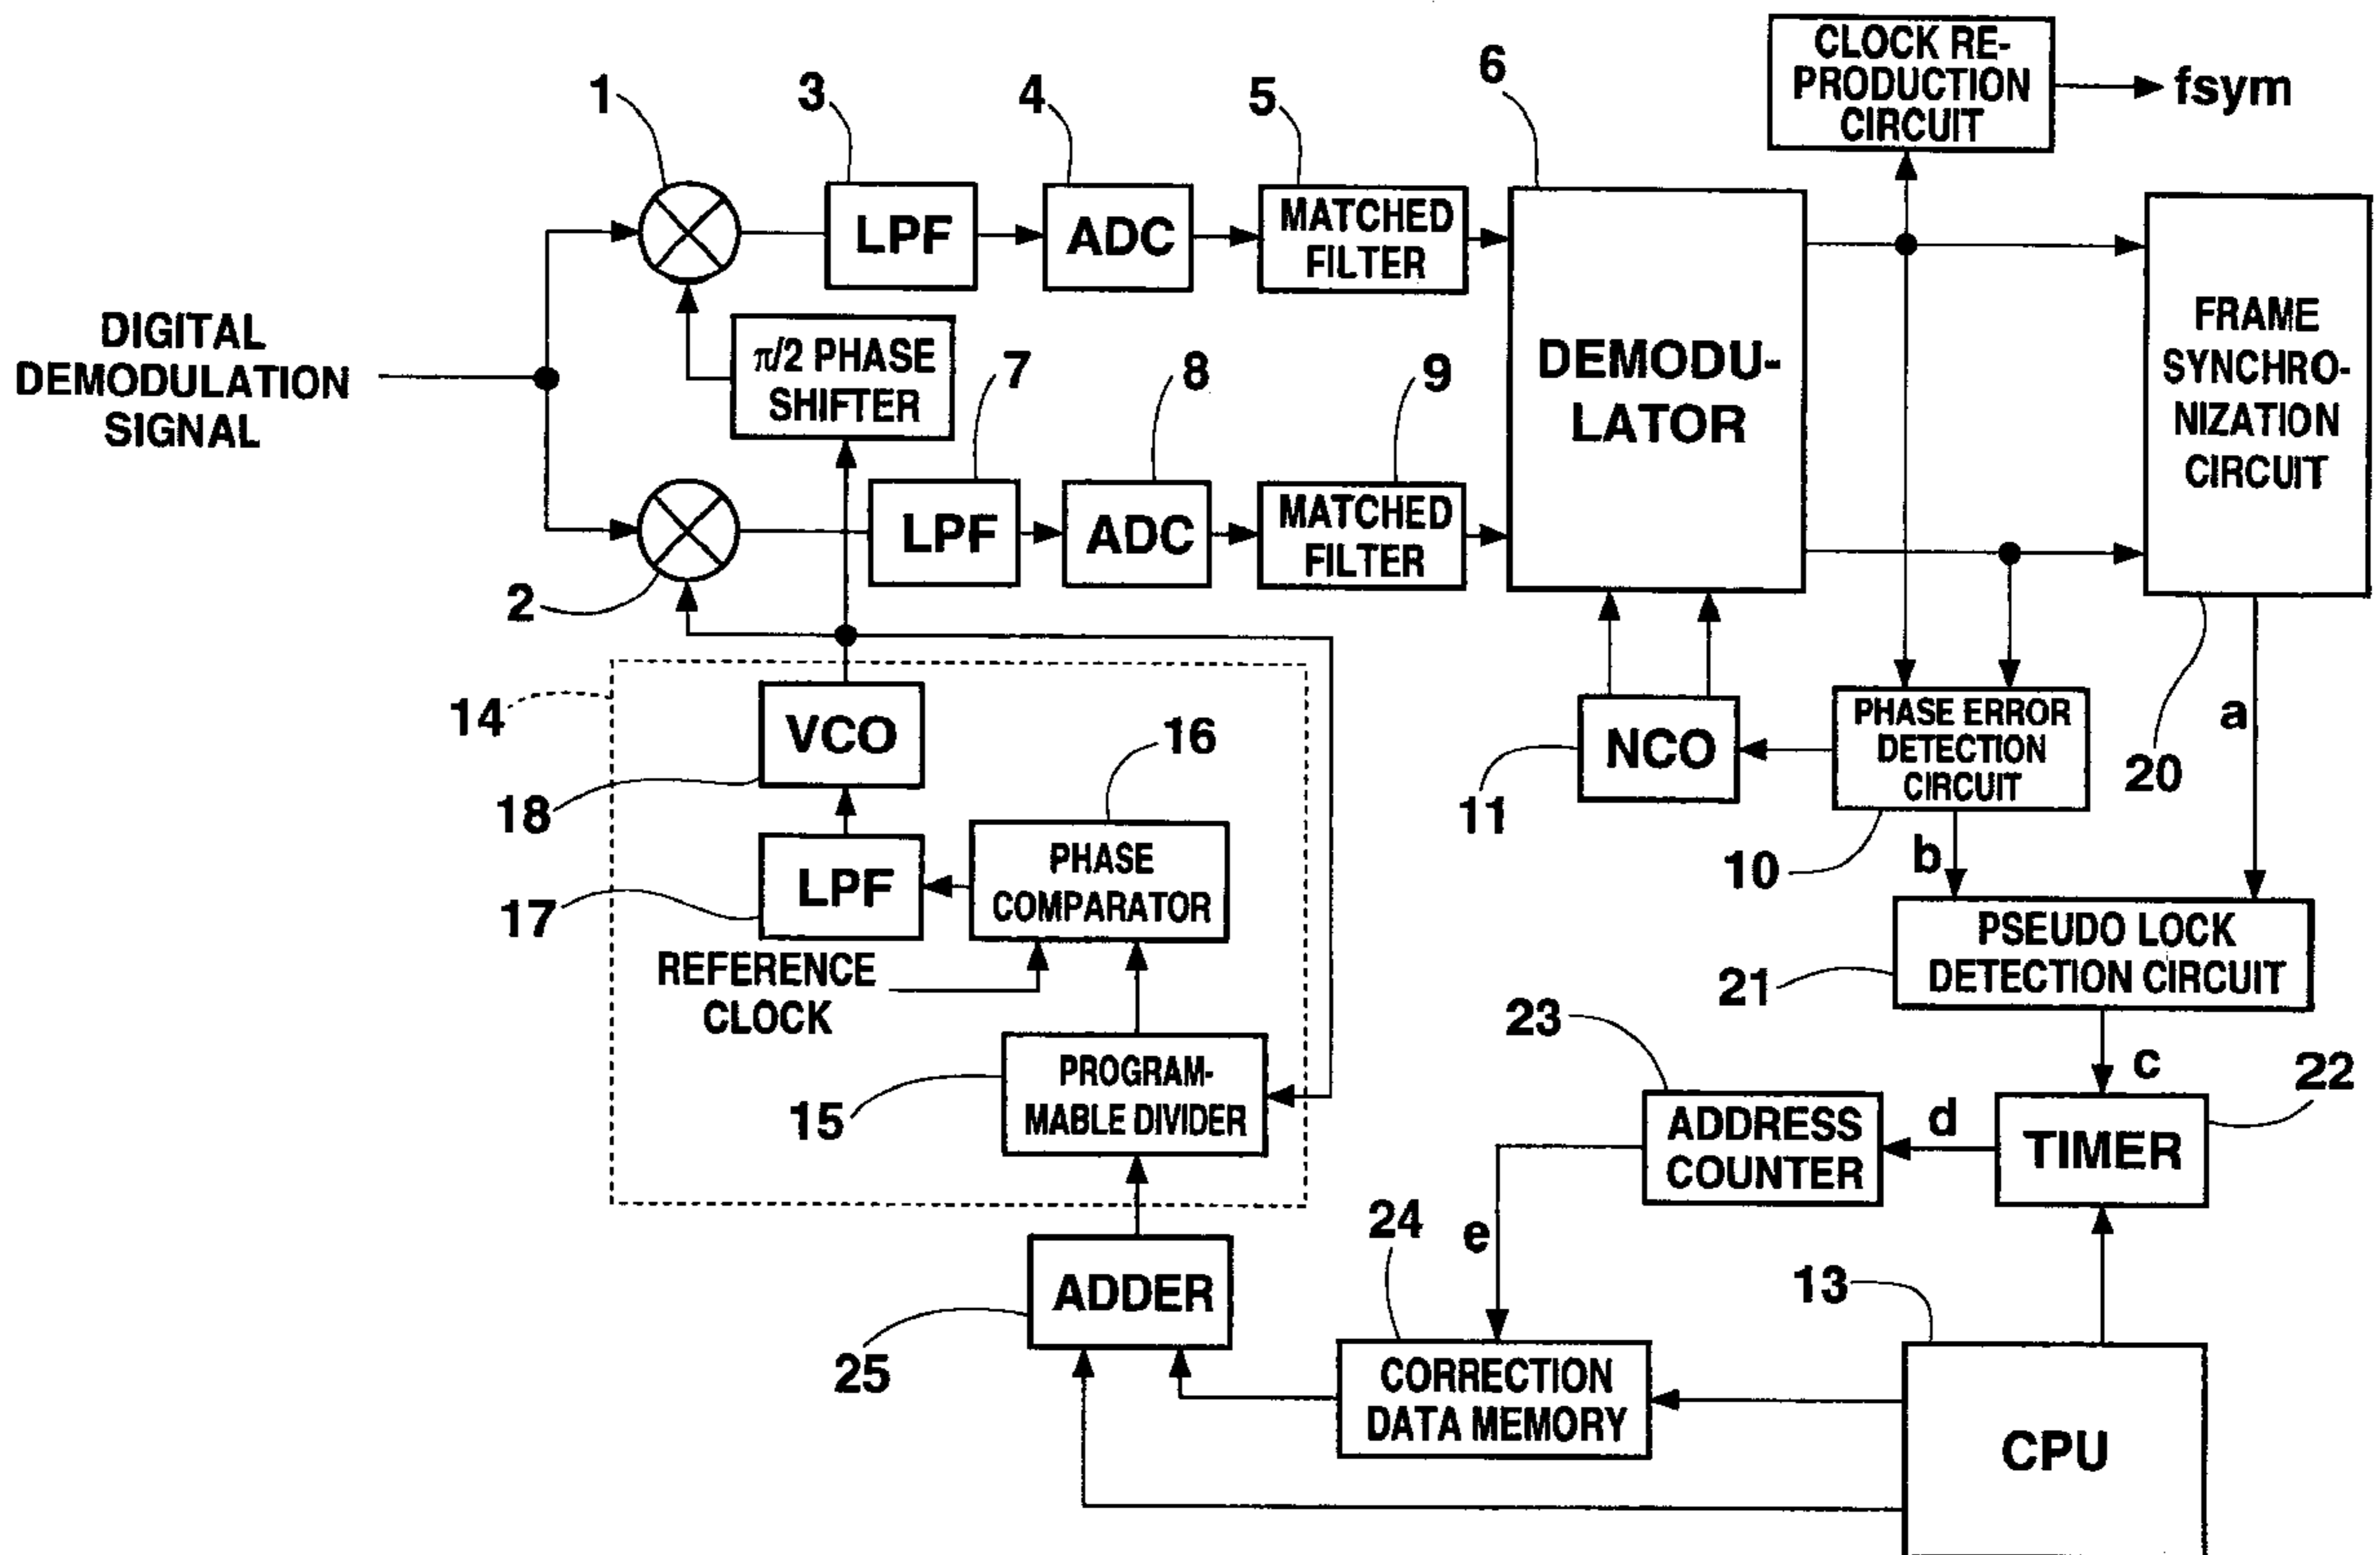 CLOCK RE-
PRODUCTION
CIRCUIT
fsym
1
3
4
5
6
LPF
ADC
MATCHED
FILTER
DIGITAL
DEMODULATION
SIGNAL
π/2 PHASE
SHIFTER
7
8
9
DEMODU-
LATOR
FRAME
SYNCHRO-
NIZATION
CIRCUIT
2
LPF
ADC
MATCHED
FILTER
14
VCO
18
16
LPF
17
PHASE
COMPARATOR
REFERENCE
CLOCK
15
PROGRAM-
MABLE DIVIDER
NCO
11
PHASE ERROR
DETECTION
CIRCUIT
10
20
a
b
PSEUDO LOCK
DETECTION CIRCUIT
21
c
23
22
ADDRESS
COUNTER
d
TIMER
e
24
13
ADDER
25
CORRECTION
DATA MEMORY
CPU